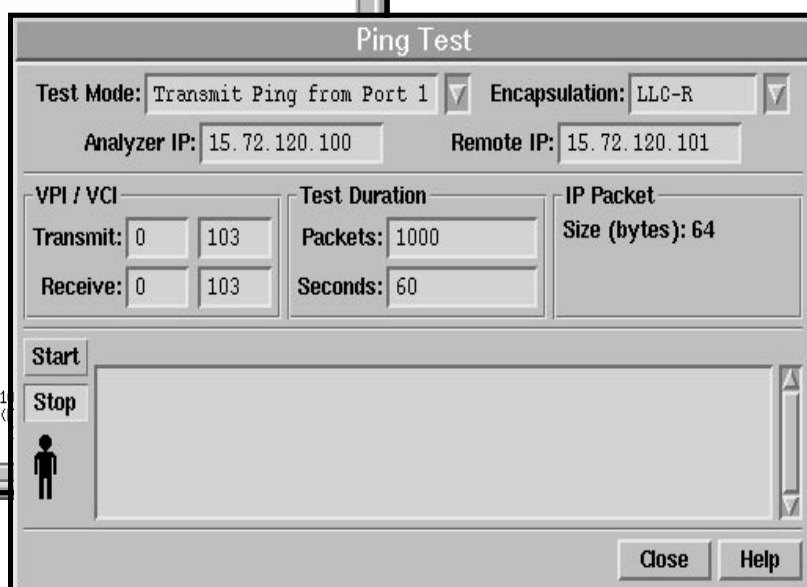 Ping Test
Test Mode: Transmit Ping from Port 1 Encapsulation: LLC-R
Analyzer IP: 15.72.120.100 Remote IP: 15.72.120.101
VPI / VCI Test Duration IP Packet
Transmit: 0 103 Packets: 1000 Size (bytes): 64
Receive: 0 103 Seconds: 60
Start
Stop
Close Help